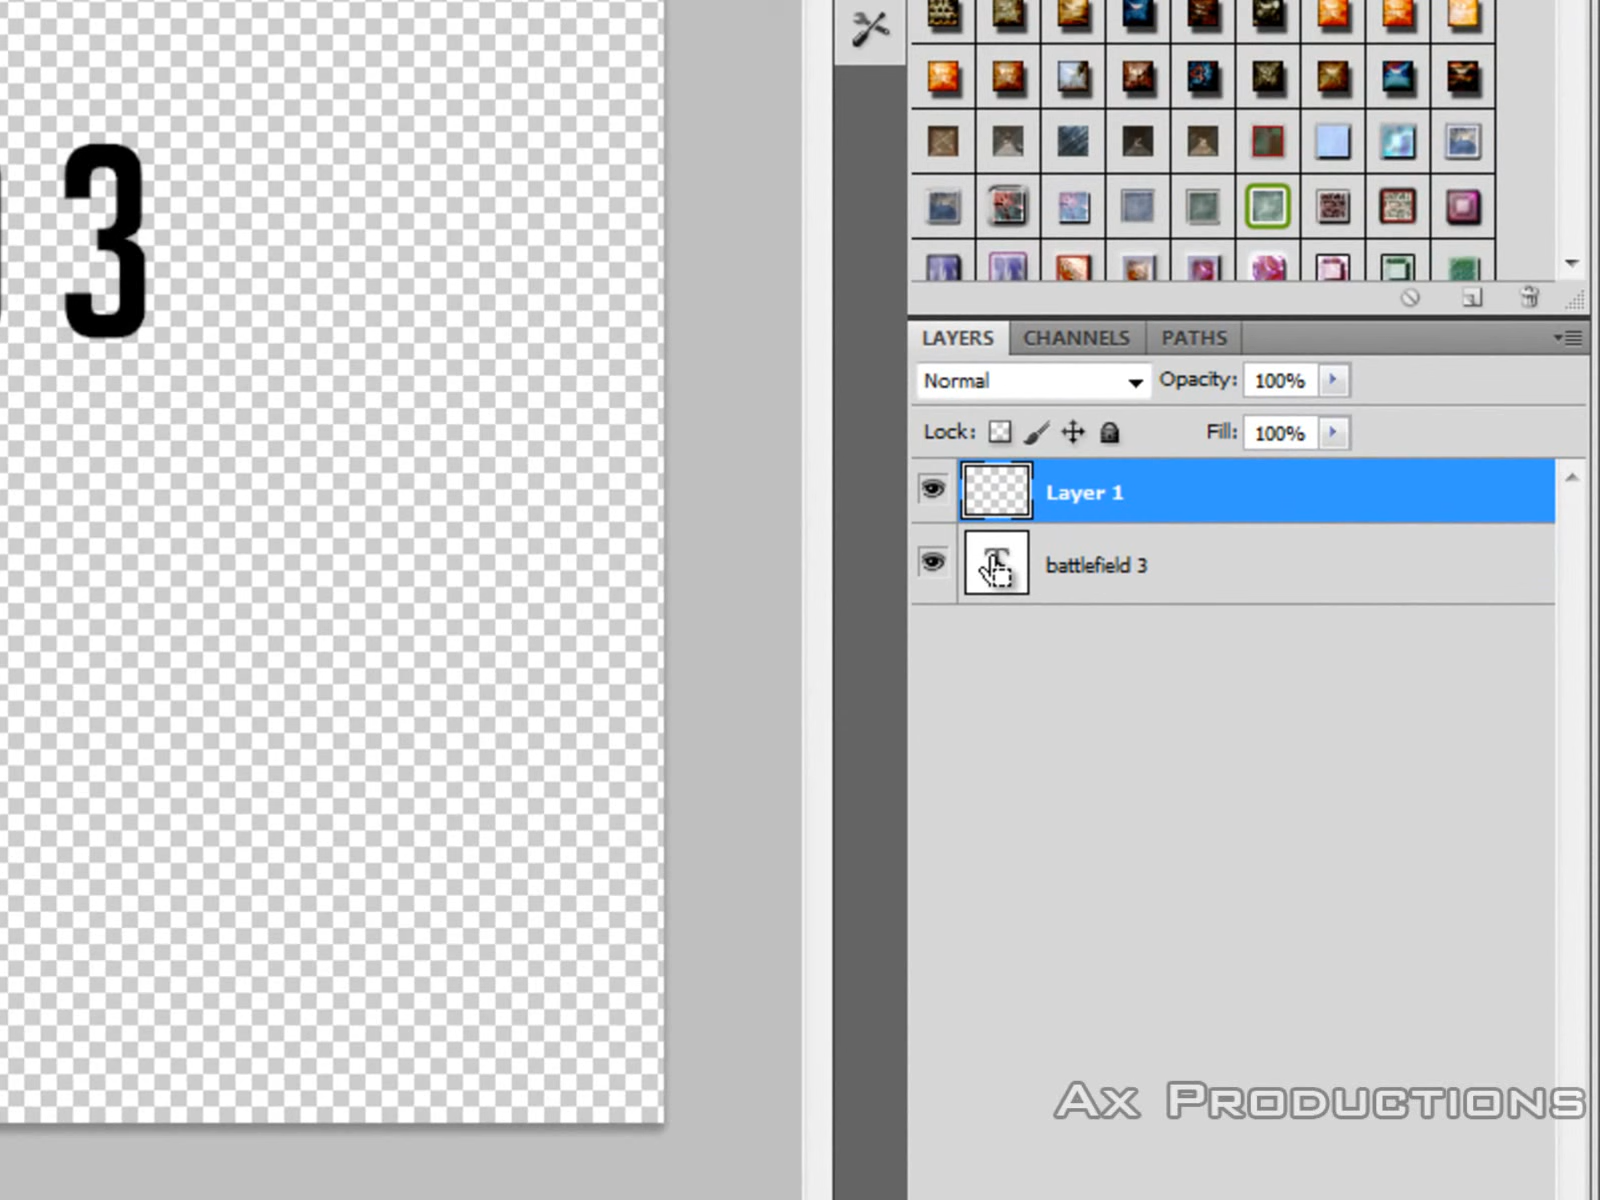 3
LAYERS CHANNELS PATHS
Normal Opacity: 100%
Lock: Fill: 100%
Layer 1
T battlefield 3
Ax Productions